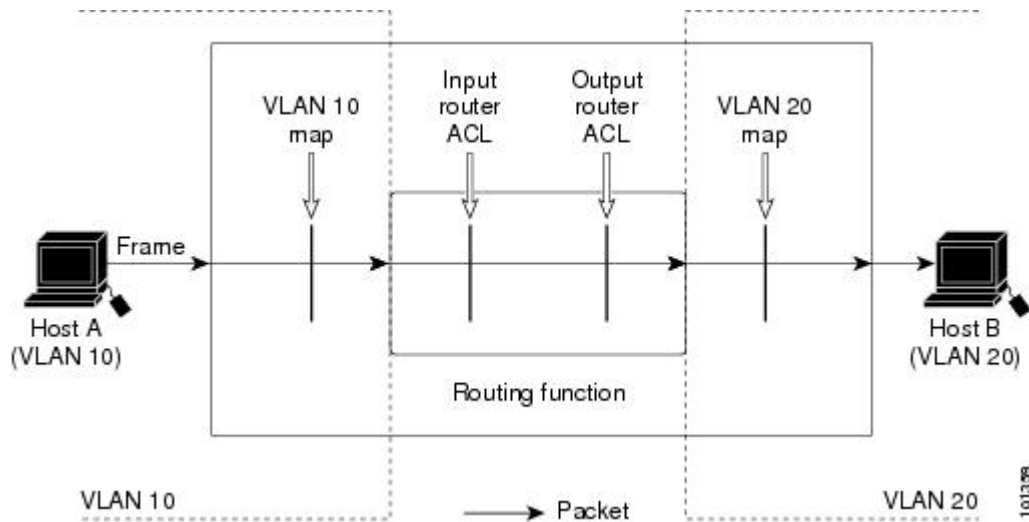 VLAN 10
map
Input
router
ACL
Output
router
ACL
VLAN 20
map
Frame
Host A
(VLAN 10)
Host B
(VLAN 20)
Routing function
VLAN 10
Packet
VLAN 20
101359